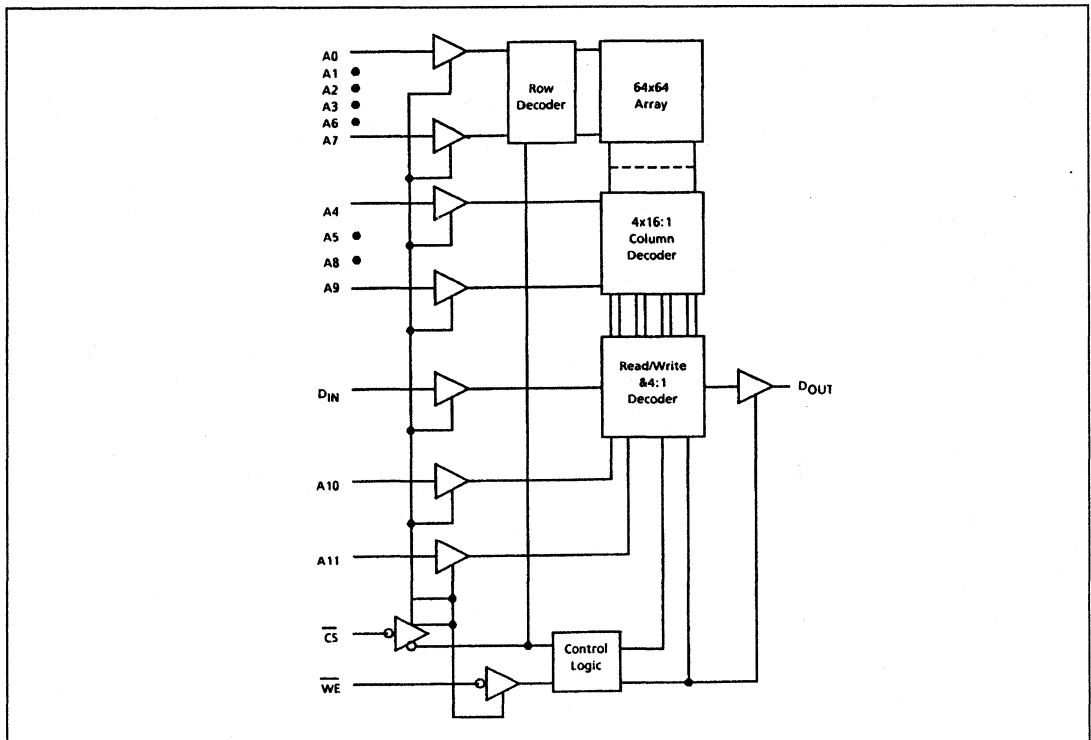 A0
A1
A2
A3
A6
A7
Row
Decoder
64x64
Array
A4
A5
A8
A9
4x16:1
Column
Decoder
DIN
Read/Write
&4:1
Decoder
DOUT
A10
A11
CS
WE
Control
Logic